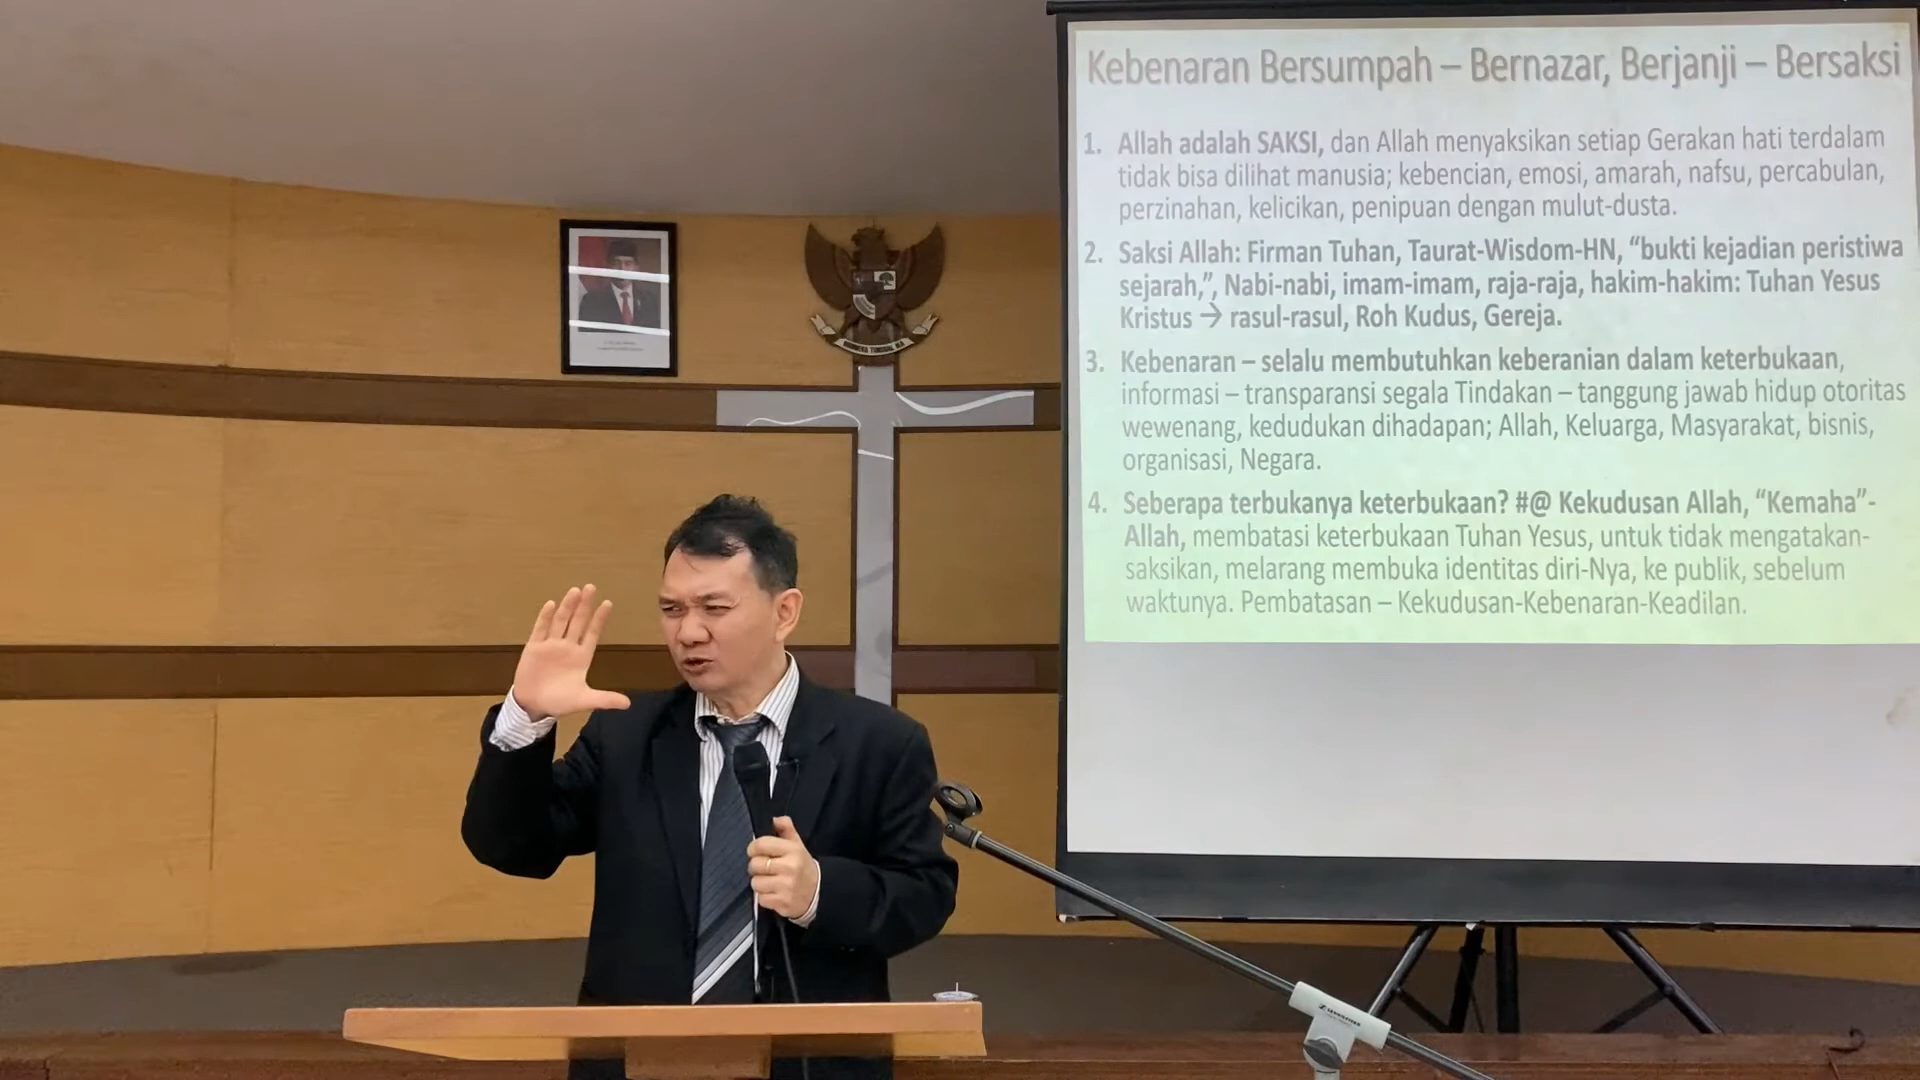 Kebenaran Bersumpah – Bernazar, Berjanji – Bersaksi
1. Allah adalah SAKSI, dan Allah menyaksikan setiap Gerakan hati terdalam
tidak bisa dilihat manusia; kebencian, emosi, amarah, nafsu, percabulan,
perzinahan, kelicikan, penipuan dengan mulut-dusta.
2. Saksi Allah: Firman Tuhan, Taurat-Wisdom-HN, “bukti kejadian peristiwa
sejarah,”, Nabi-nabi, imam-imam, raja-raja, hakim-hakim: Tuhan Yesus
Kristus → rasul-rasul, Roh Kudus, Gereja.
3. Kebenaran – selalu membutuhkan keberanian dalam keterbukaan,
informasi – transparansi segala Tindakan – tanggung jawab hidup otoritas
wewenang, kedudukan dihadapan; Allah, Keluarga, Masyarakat, bisnis,
organisasi, Negara.
4. Seberapa terbukanya keterbukaan? #@ Kekudusan Allah, “Kemaha”-
Allah, membatasi keterbukaan Tuhan Yesus, untuk tidak mengatakan-
saksikan, melarang membuka identitas diri-Nya, ke publik, sebelum
waktunya. Pembatasan – Kekudusan-Kebenaran-Keadilan.